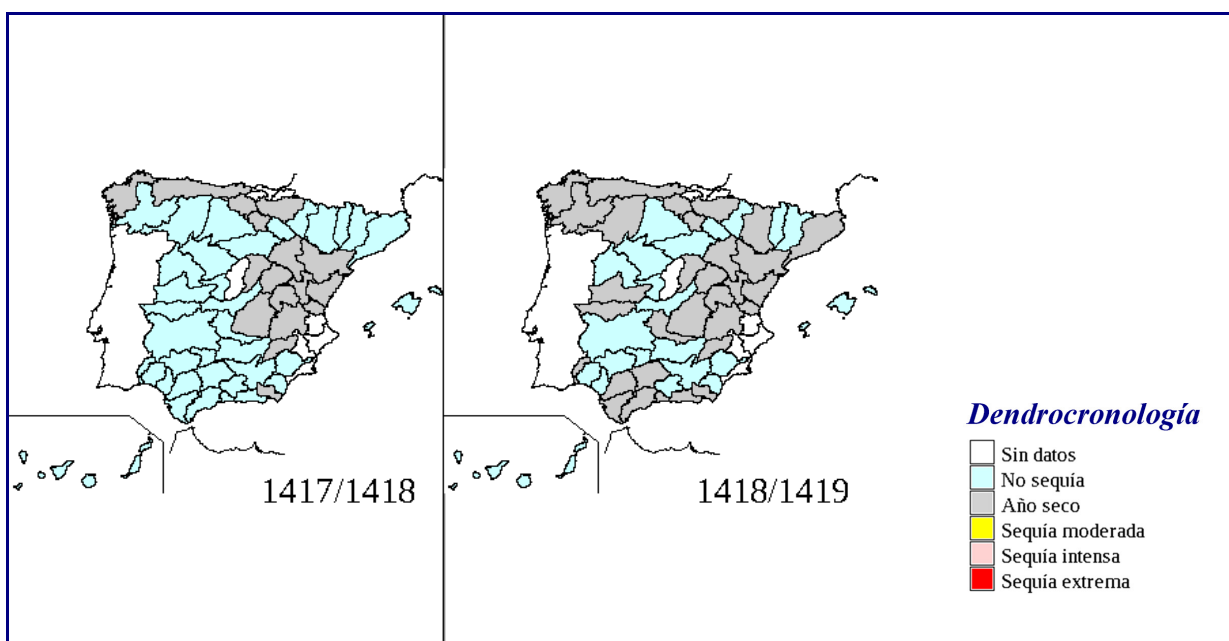 1417/1418
1418/1419
Dendrocronología
Sin datos
No sequía
Año seco
Sequía moderada
Sequía intensa
Sequía extrema